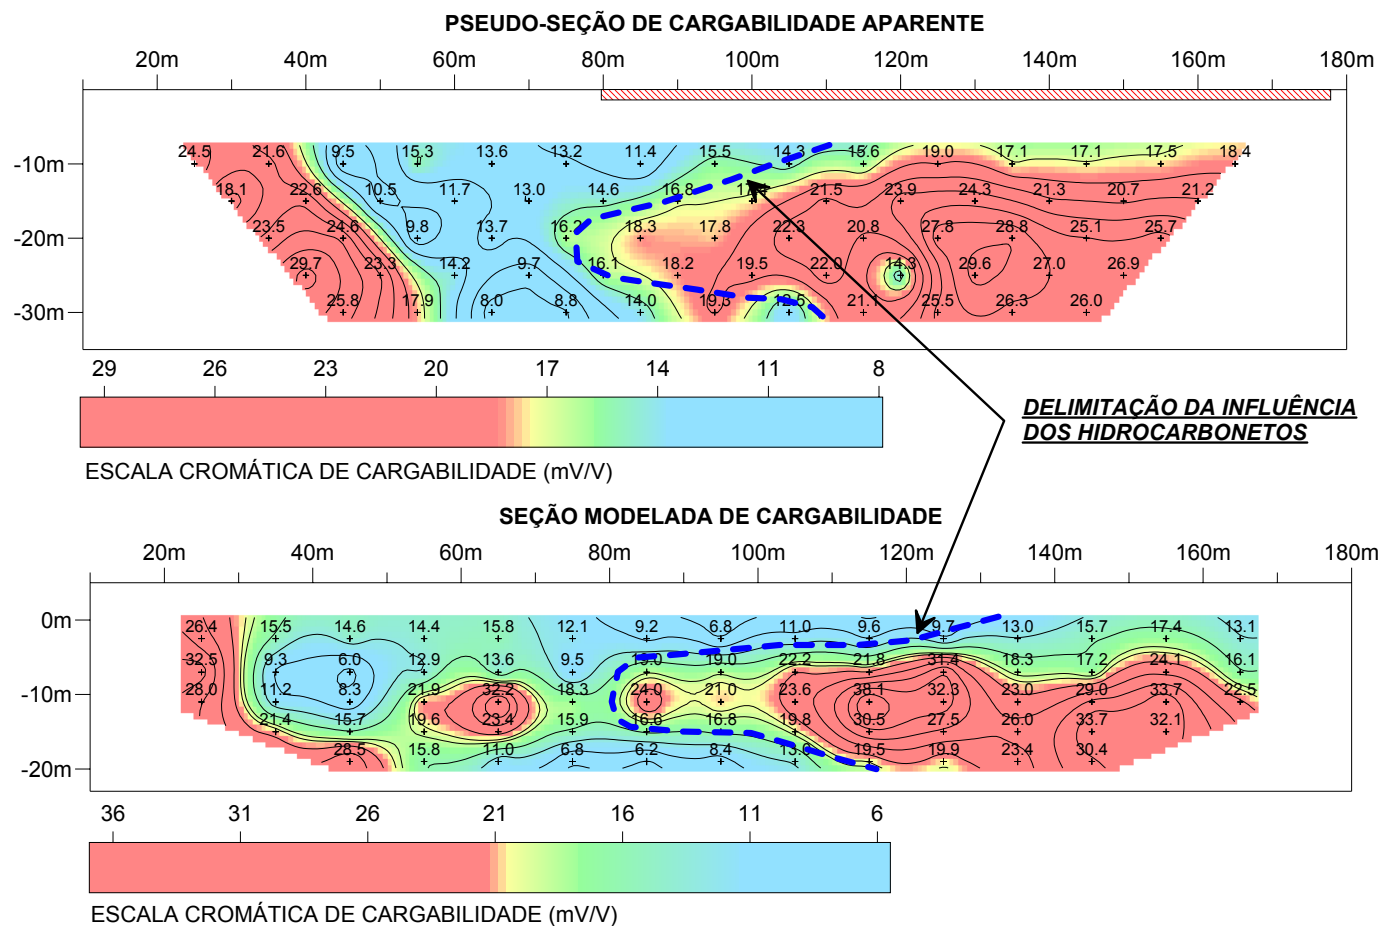 PSEUDO-SEÇÃO DE CARGABILIDADE APARENTE
20m 40m 60m 80m 100m 120m 140m 160m 180m
24.5 21.6 9.5 15.3 13.6 13.2 11.4 15.5 14.3 15.6 19.0 17.1 17.1 17.5 18.4
-10m
18.1 22.6 10.5 11.7 13.0 14.6 16.8 21.5 23.9 24.3 21.3 20.7 21.2
-20m 23.5 24.6 9.8 13.7 16.2 18.3 17.8 22.3 20.8 27.8 28.8 25.1 25.7
29.7 23.3 14.2 9.7 16.1 18.2 19.5 22.0 14.3 29.6 27.0 26.9
25.8 17.9 8.0 8.8 14.0 19.3 12.5 21.1 25.5 26.3 26.0
-30m
29 26 23 20 17 14 11 8
DELIMITAÇÃO DA INFLUÊNCIA
DOS HIDROCARBONETOS
ESCALA CROMÁTICA DE CARGABILIDADE (mV/V)
SEÇÃO MODELADA DE CARGABILIDADE
20m 40m 60m 80m 100m 120m 140m 160m 180m
0m 26.4 15.5 14.6 14.4 15.8 12.1 9.2 6.8 11.0 9.6 9.7 13.0 15.7 17.4 13.1
32.5 9.3 6.0 12.9 13.6 9.5 19.0 19.0 22.2 21.8 31.4 18.3 17.2 24.1 16.1
-10m 28.0 11.2 8.3 21.9 32.2 18.3 24.0 21.0 23.6 38.1 32.3 23.0 29.0 33.7 22.5
21.4 15.7 19.6 23.4 15.9 16.6 16.8 19.8 30.5 27.5 26.0 33.7 32.1
28.5 15.8 11.0 6.8 6.2 8.4 13.0 19.5 19.9 23.4 30.4
-20m
36 31 26 21 16 11 6
ESCALA CROMÁTICA DE CARGABILIDADE (mV/V)